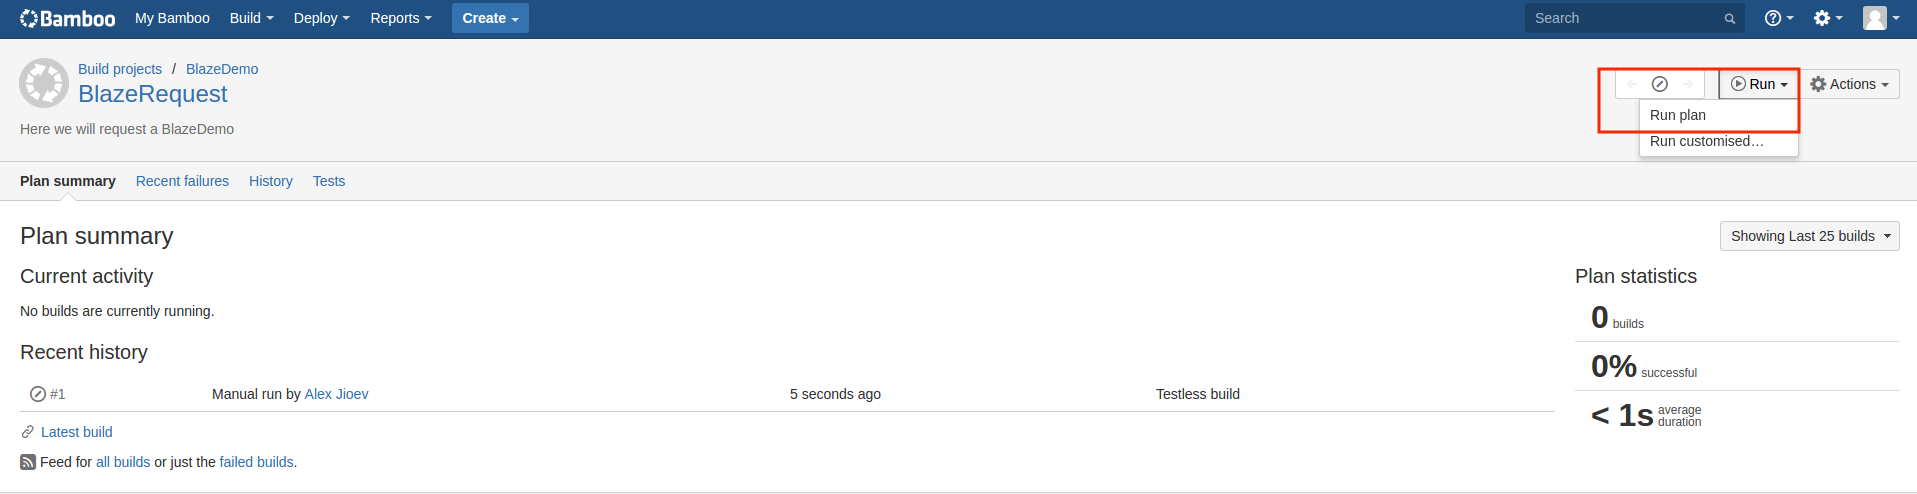 Bamboo My Bamboo Build Deploy Reports Create Search
Build projects / BlazeDemo
BlazeRequest
Run Actions
Run plan
Here we will request a BlazeDemo
Run customised…
Plan summary Recent failures History Tests
Plan summary
Showing Last 25 builds
Current activity
Plan statistics
No builds are currently running.
0 builds
Recent history
0% successful
#1 Manual run by Alex Jioev 5 seconds ago Testless build
< 1s average duration
Latest build
Feed for all builds or just the failed builds.